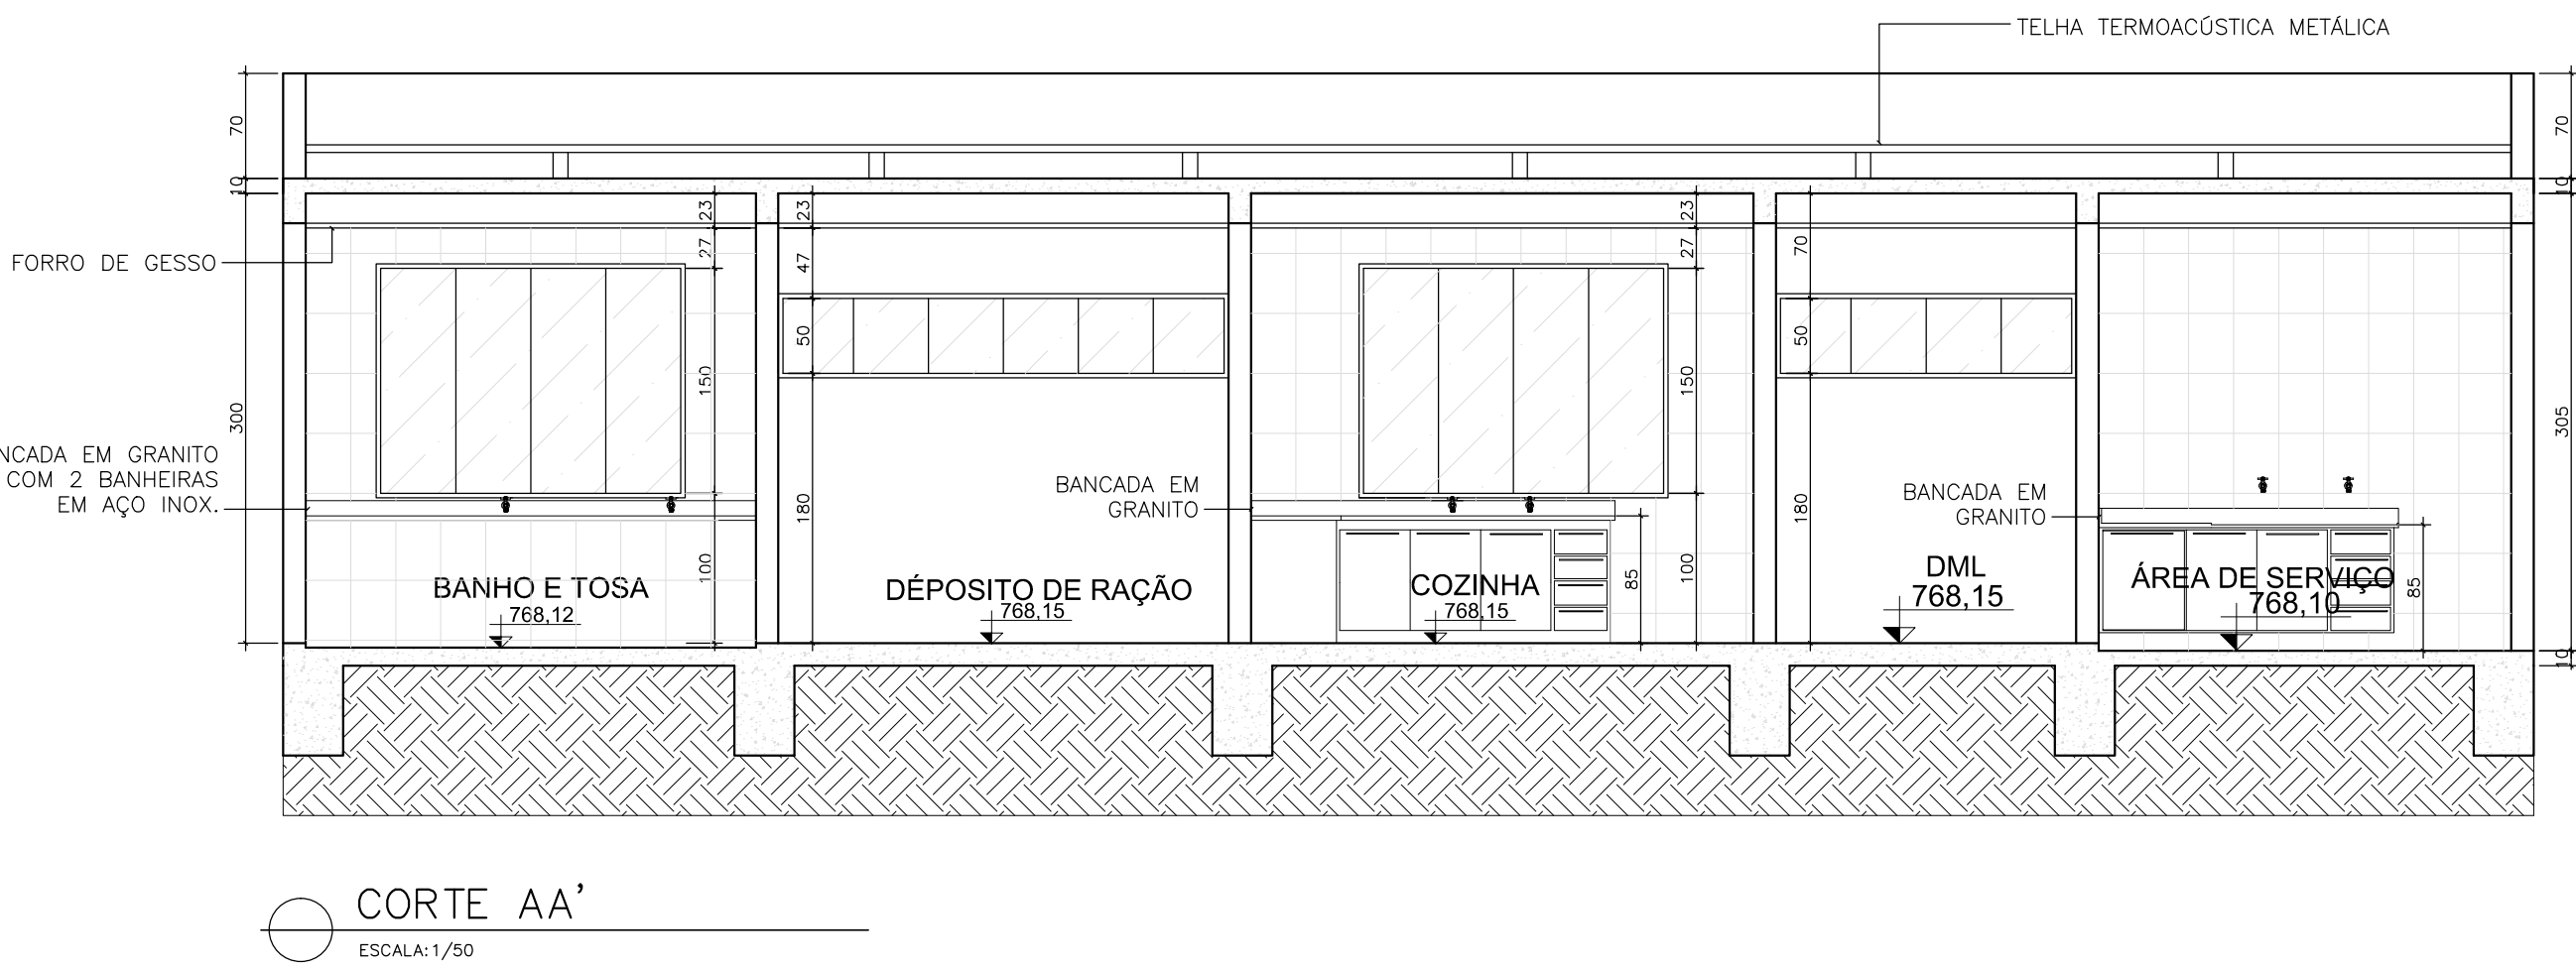 TELHA TERMOACÚSTICA METÁLICA
70
70
10
10
23
23
23
27
47
27
70
FORRO DE GESSO
50
50
150
150
300
305
NCADA EM GRANITO
COM 2 BANHEIRAS
EM AÇO INOX.
BANCADA EM
GRANITO
BANCADA EM
GRANITO
180
180
100
100
85
85
BANHO E TOSA
768,12
DÉPOSITO DE RAÇÃO
768,15
COZINHA
768,15
DML
768,15
ÁREA DE SERVIÇO
768,10
10
CORTE AA'
ESCALA:1/50